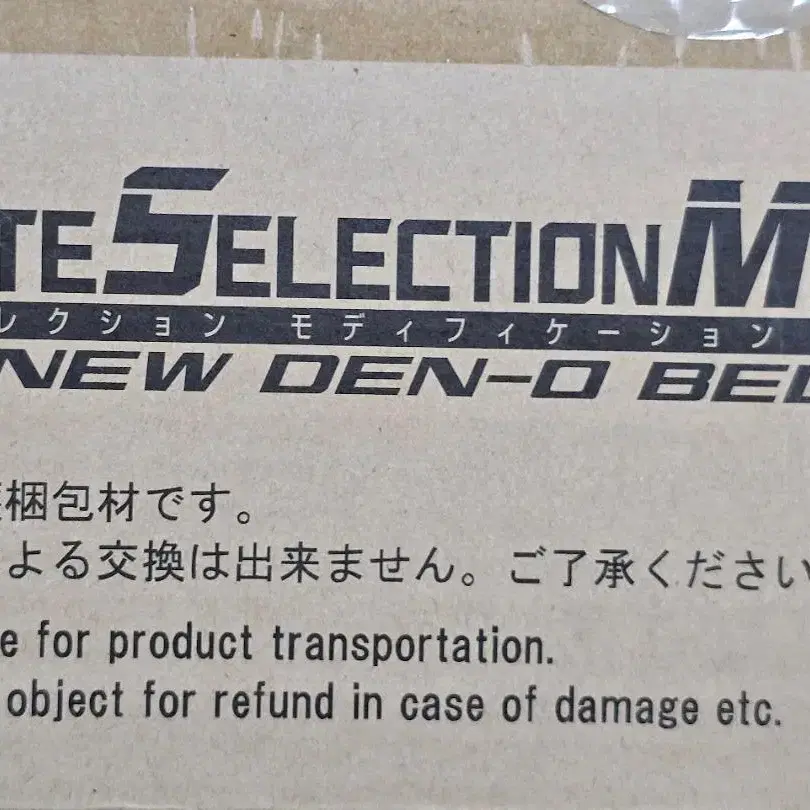 TE SELECTION M
レクション モディフィケーション
NEW DEN-O BEL
梱包材です。
よる交換は出来ません。ご了承ください
e for product transportation.
object for refund in case of damage etc.